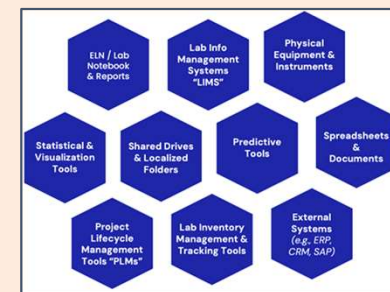 ELN / Lab
Notebook
& Reports
Lab Info
Management
Systems
“LIMS”
Physical
Equipment &
Instruments
Statistical &
Visualization
Tools
Shared Drives
& Localized
Folders
Predictive
Tools
Spreadsheets
&
Documents
Project
Lifecycle
Management
Tools “PLMs”
Lab Inventory
Management &
Tracking Tools
External
Systems
(e.g., ERP,
CRM, SAP)